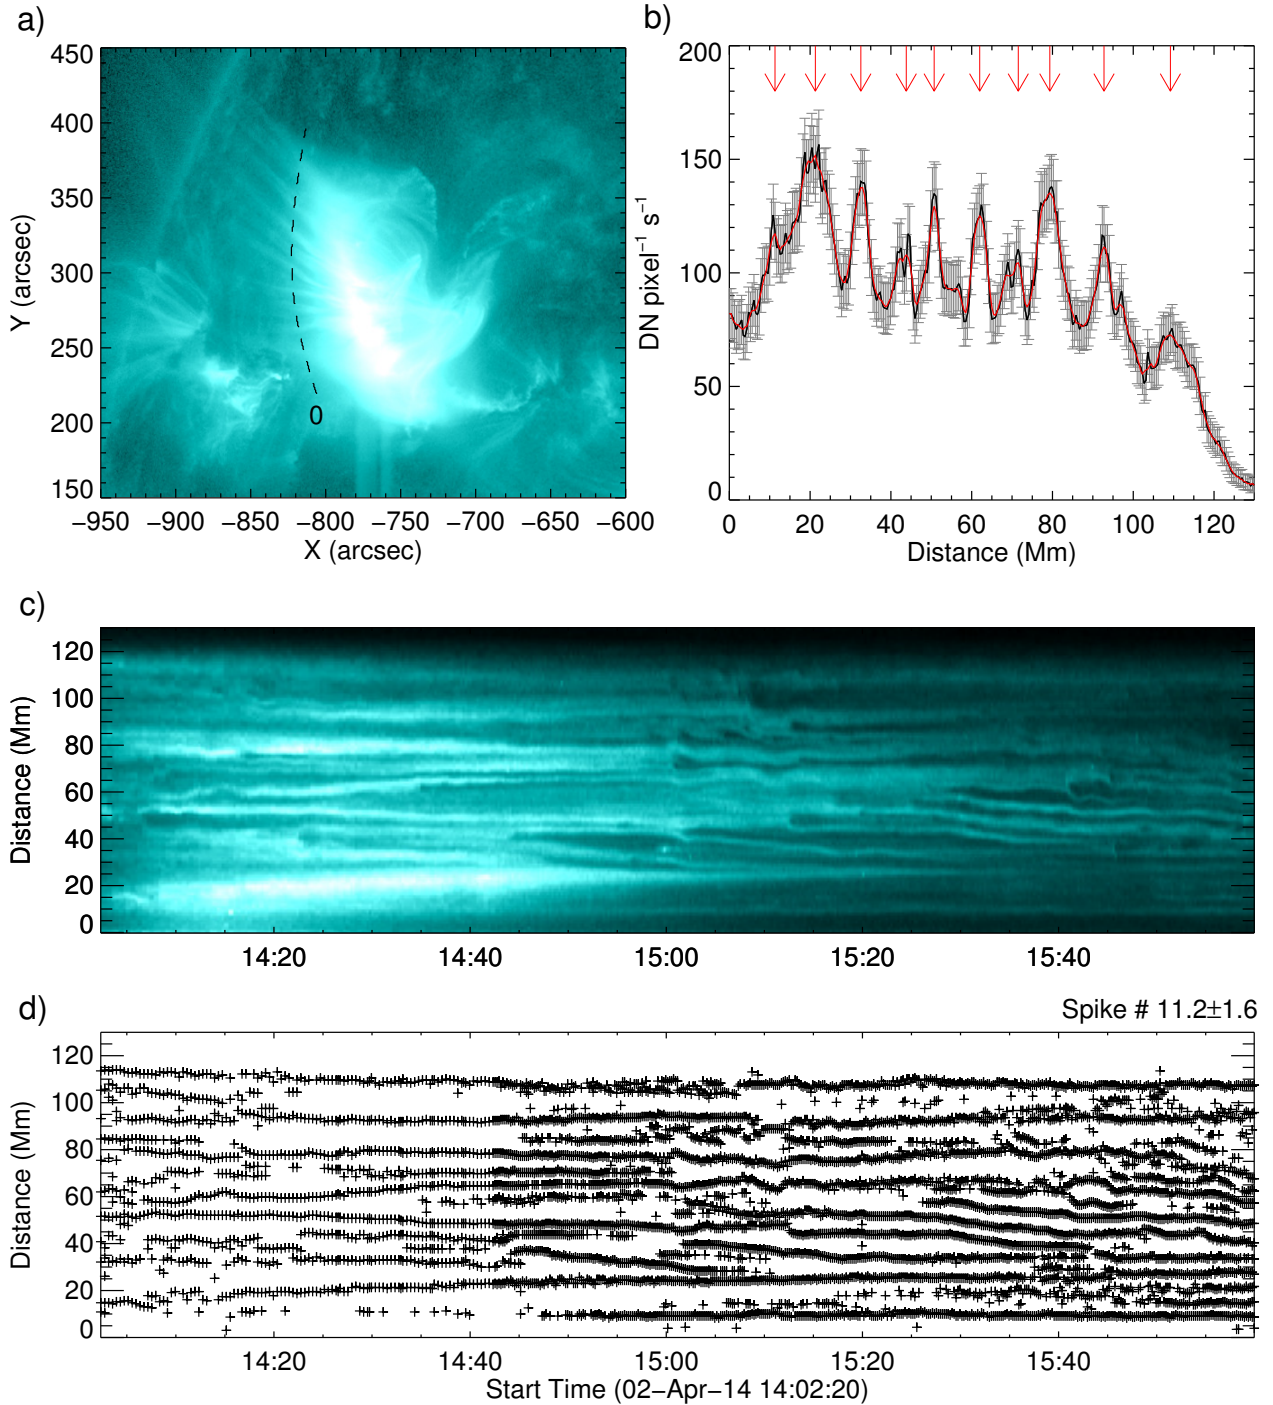 a)
450
400
350
300
250
200
150
Y (arcsec)
0
−950 −900 −850 −800 −750 −700 −650 −600
X (arcsec)
b)
200
150
100
50
0
DN pixel⁻¹ s⁻¹
0 20 40 60 80 100 120
Distance (Mm)
c)
120
100
80
60
40
20
0
Distance (Mm)
14:20 14:40 15:00 15:20 15:40
d)
Spike # 11.2±1.6
120
100
80
60
40
20
0
Distance (Mm)
14:20 14:40 15:00 15:20 15:40
Start Time (02−Apr−14 14:02:20)